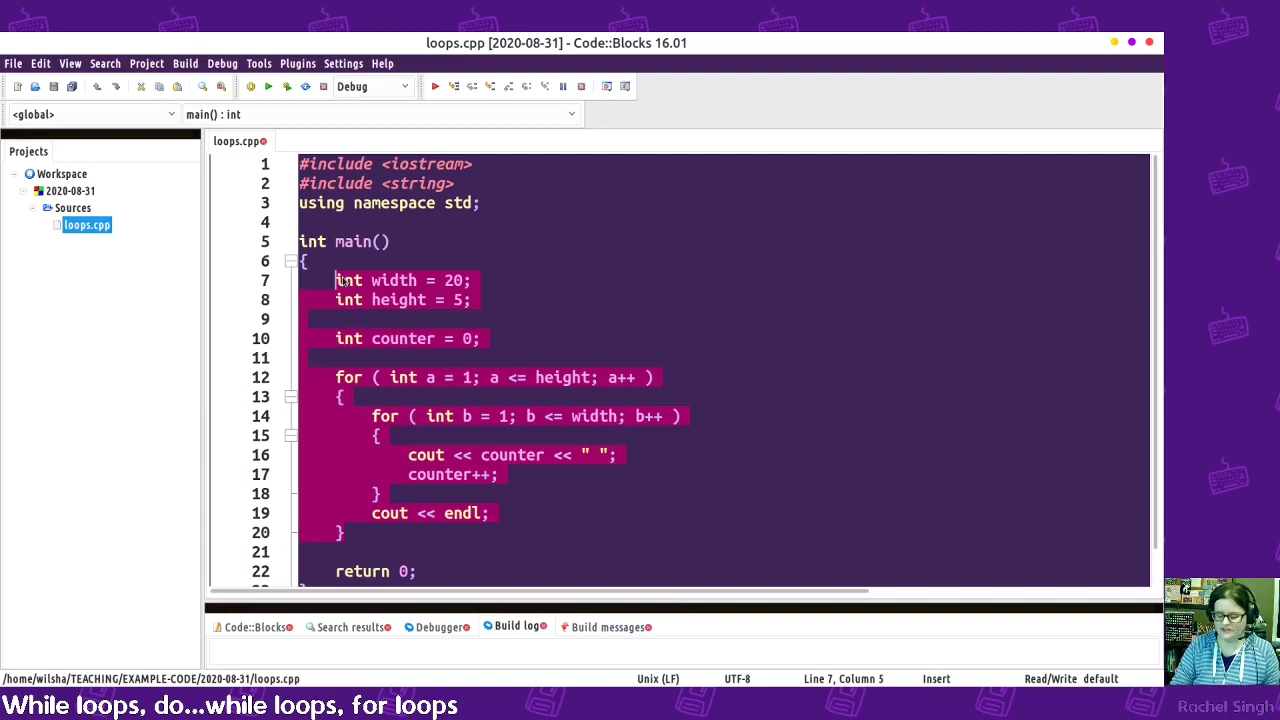 loops.cpp [2020-08-31] - Code::Blocks 16.01
File Edit View Search Project Build Debug Tools Plugins Settings Help
Debug
<global> main() : int
Projects
Workspace
2020-08-31
Sources
loops.cpp
loops.cpp
1 #include <iostream>
2 #include <string>
3 using namespace std;
4
5 int main()
6 {
7 int width = 20;
8 int height = 5;
9
10 int counter = 0;
11
12 for ( int a = 1; a <= height; a++ )
13 {
14 for ( int b = 1; b <= width; b++ )
15 {
16 cout << counter << " ";
17 counter++;
18 }
19 cout << endl;
20 }
21
22 return 0;
Code::Blocks Search results Debugger Build log Build messages
/home/wilsha/TEACHING/EXAMPLE-CODE/2020-08-31/loops.cpp Unix (LF) UTF-8 Line 7, Column 5 Insert Read/Write default
While loops, do...while loops, for loops
Rachel Singh